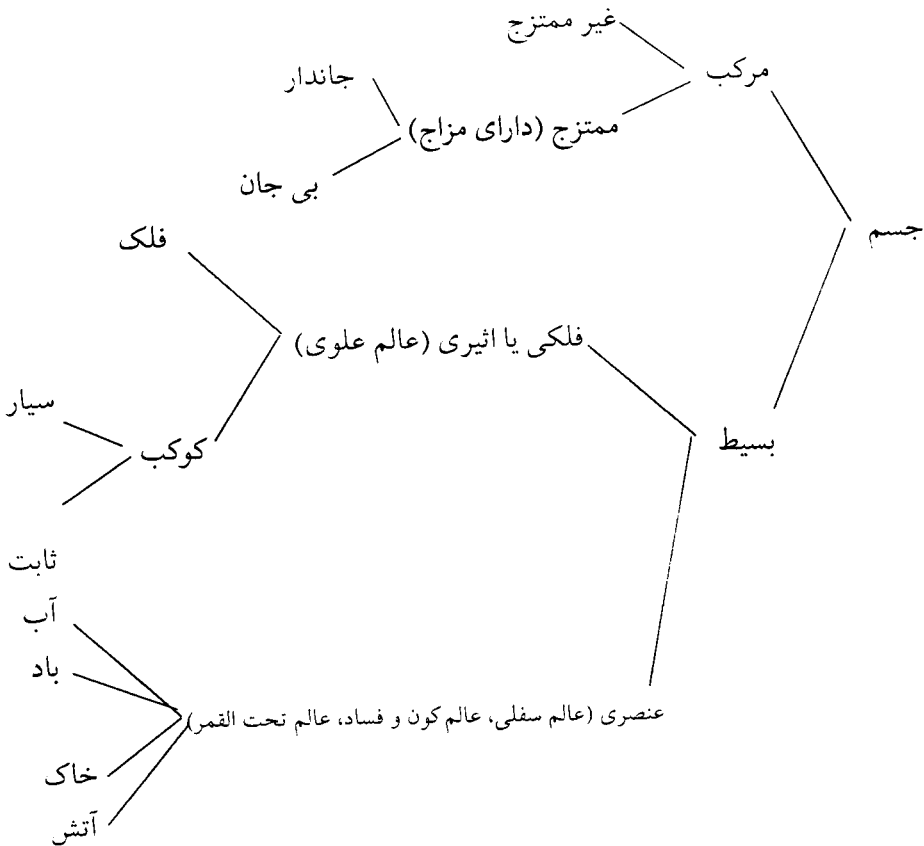 غیر ممتزج
مرکب
جاندار
ممتزج (دارای مزاج)
بی جان
جسم
فلک
فلکی یا اثیری (عالم علوی)
سیار
بسیط
کوکب
ثابت
آب
باد
عنصری (عالم سفلی، عالم کون و فساد، عالم تحت القمر)
خاک
آتش